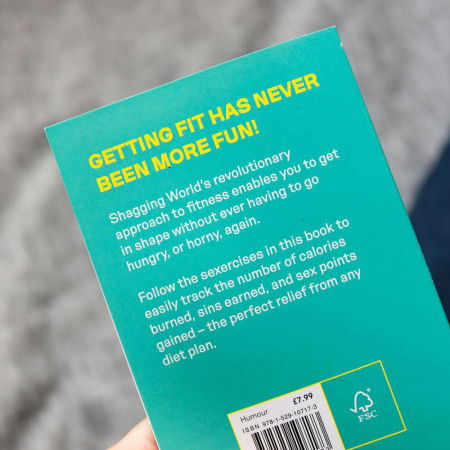 GETTING FIT HAS NEVER
BEEN MORE FUN!
Shagging World's revolutionary
approach to fitness enables you to get
in shape without ever having to go
hungry, or horny, again.
Follow the sexercises in this book to
easily track the number of calories
burned, sins earned, and sex points
gained – the perfect relief from any
diet plan.
Humour £7.99
ISBN 978-1-529-10717-3
FSC